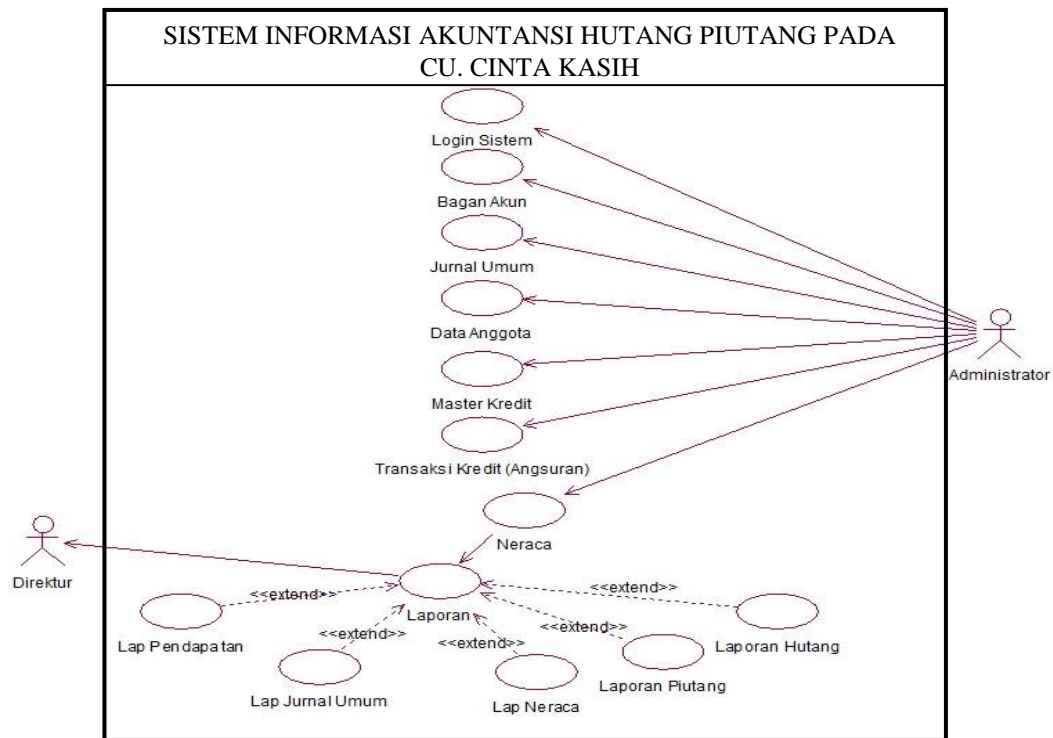 SISTEM INFORMASI AKUNTANSI HUTANG PIUTANG PADA
CU. CINTA KASIH
Login Sistem
Bagan Akun
Jurnal Umum
Data Anggota
Master Kredit
Transaksi Kredit (Angsuran)
Neraca
Administrator
Direktur
Laporan
<<extend>>
<<extend>>
<<extend>>
<<extend>>
<<extend>>
Lap Pendapatan
Lap Jurnal Umum
Lap Neraca
Laporan Piutang
Laporan Hutang